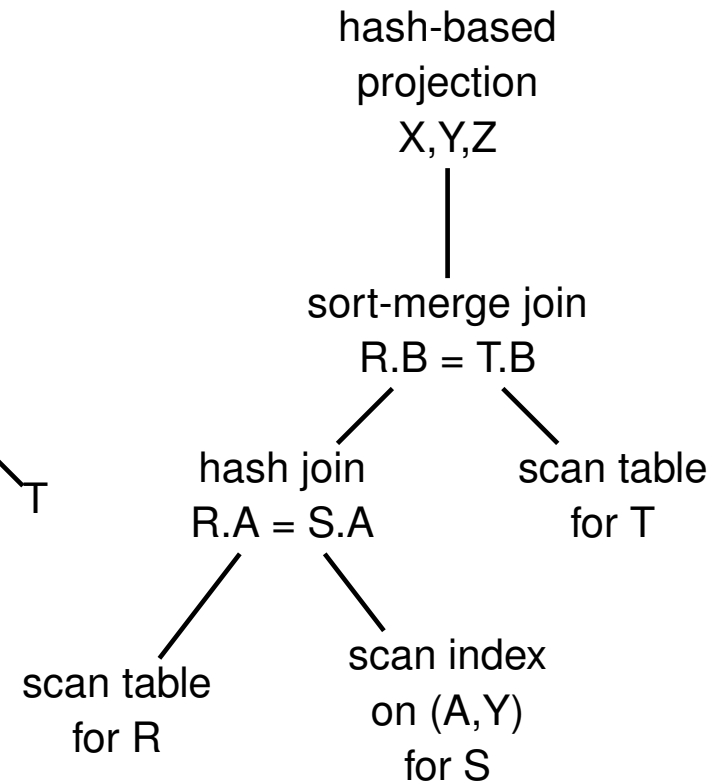 hash-based
projection
X,Y,Z
sort-merge join
R.B = T.B
hash join
R.A = S.A
scan table
for T
T
scan table
for R
scan index
on (A,Y)
for S